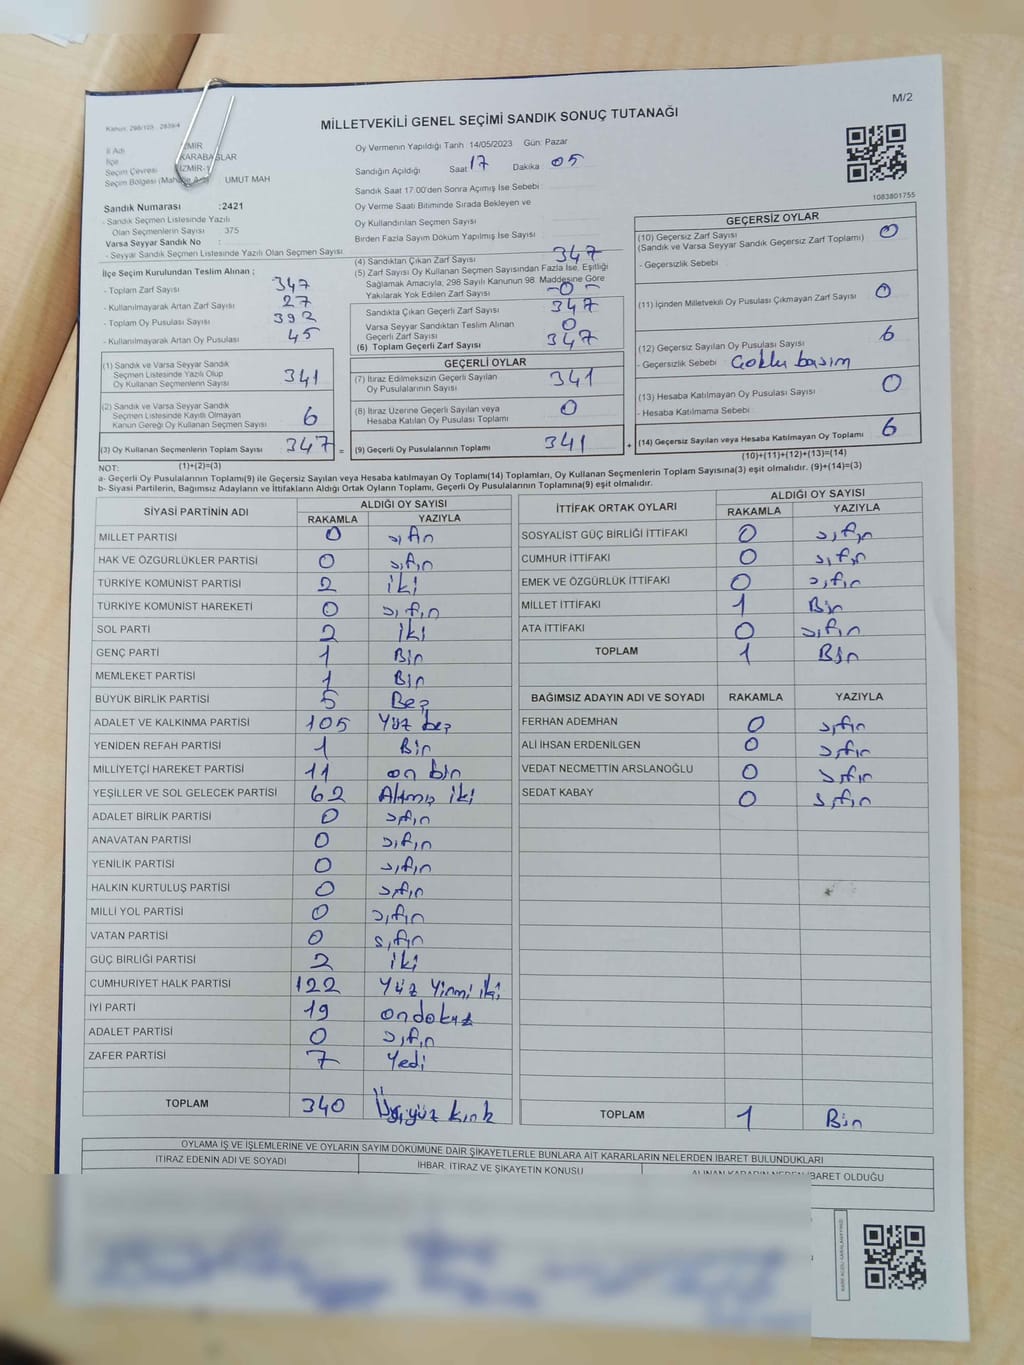 M/2
Kanun: 298/105 , 2839/4
MİLLETVEKİLİ GENEL SEÇİMİ SANDIK SONUÇ TUTANAĞI
İl Adı İZMİR
İlçe KARABAĞLAR
Seçim Çevresi İZMİR-1
Seçim Bölgesi (Mahalle Adı) UMUT MAH
Sandık Numarası :2421
- Sandık Seçmen Listesinde Yazılı
Olan Seçmenlerin Sayısı 375
Varsa Seyyar Sandık No :
- Seyyar Sandık Seçmen Listesinde Yazılı Olan Seçmen Sayısı
Oy Vermenin Yapıldığı Tarih 14/05/2023 Gün: Pazar
Sandığın Açıldığı Saat 17 Dakika 05
Sandık Saat 17:00'den Sonra Açımış İse Sebebi
Oy Verme Saati Bitiminde Sırada Bekleyen ve
Oy Kullandırılan Seçmen Sayısı
Birden Fazla Sayım Döküm Yapılmış İse Sayısı
1083801755
İlçe Seçim Kurulundan Teslim Alınan ;
- Toplam Zarf Sayısı 347
- Kullanılmayarak Artan Zarf Sayısı 27
- Toplam Oy Pusulası Sayısı 392
- Kullanılmayarak Artan Oy Pusulası 45
(1) Sandık ve Varsa Seyyar Sandık
Seçmen Listesinde Yazılı Olup
Oy Kullanan Seçmenlerin Sayısı 341
(2) Sandık ve Varsa Seyyar Sandık
Seçmen Listesinde Kayıtlı Olmayan
Kanun Gereği Oy Kullanan Seçmen Sayısı 6
(3) Oy Kullanan Seçmenlerin Toplam Sayısı 347 =
(1)+(2)=(3)
(4) Sandıktan Çıkan Zarf Sayısı 347
(5) Zarf Sayısı Oy Kullanan Seçmen Sayısından Fazla İse, Eşitliği
Sağlamak Amacıyla; 298 Sayılı Kanunun 98. Maddesine Göre
Yakılarak Yok Edilen Zarf Sayısı -0-
Sandıkta Çıkan Geçerli Zarf Sayısı 347
Varsa Seyyar Sandıktan Teslim Alınan
Geçerli Zarf Sayısı 0
(6) Toplam Geçerli Zarf Sayısı 347
GEÇERLİ OYLAR
(7) İtiraz Edilmeksizin Geçerli Sayılan
Oy Pusulalarının Sayısı 341
(8) İtiraz Üzerine Geçerli Sayılan veya
Hesaba Katılan Oy Pusulası Toplamı 0
(9) Geçerli Oy Pusulalarının Toplamı 341 +
GEÇERSİZ OYLAR
(10) Geçersiz Zarf Sayısı 0
(Sandık ve Varsa Seyyar Sandık Geçersiz Zarf Toplamı)
- Geçersizlik Sebebi
(11) İçinden Milletvekili Oy Pusulası Çıkmayan Zarf Sayısı 0
(12) Geçersiz Sayılan Oy Pusulası Sayısı 6
- Geçersizlik Sebebi Çoklu basım
(13) Hesaba Katılmayan Oy Pusulası Sayısı 0
- Hesaba Katılmama Sebebi
(14) Geçersiz Sayılan veya Hesaba Katılmayan Oy Toplamı 6
(10)+(11)+(12)+(13)=(14)
NOT:
a- Geçerli Oy Pusulalarının Toplamı(9) ile Geçersiz Sayılan veya Hesaba katılmayan Oy Toplamı(14) Toplamları, Oy Kullanan Seçmenlerin Toplam Sayısına(3) eşit olmalıdır. (9)+(14)=(3)
b- Siyasi Partilerin, Bağımsız Adayların ve İttifakların Aldığı Ortak Oyların Toplamı, Geçerli Oy Pusulalarının Toplamına(9) eşit olmalıdır.
SİYASİ PARTİNİN ADI ALDIĞI OY SAYISI
RAKAMLA YAZIYLA
MİLLET PARTİSİ 0 sıfır
HAK VE ÖZGÜRLÜKLER PARTİSİ 0 sıfır
TÜRKİYE KOMÜNİST PARTİSİ 2 iki
TÜRKİYE KOMÜNİST HAREKETİ 0 sıfır
SOL PARTİ 2 iki
GENÇ PARTİ 1 Bir
MEMLEKET PARTİSİ 1 Bir
BÜYÜK BİRLİK PARTİSİ 5 Beş
ADALET VE KALKINMA PARTİSİ 105 Yüz beş
YENİDEN REFAH PARTİSİ 1 Bir
MİLLİYETÇİ HAREKET PARTİSİ 11 on bir
YEŞİLLER VE SOL GELECEK PARTİSİ 62 Altmış iki
ADALET BİRLİK PARTİSİ 0 sıfır
ANAVATAN PARTİSİ 0 sıfır
YENİLİK PARTİSİ 0 sıfır
HALKIN KURTULUŞ PARTİSİ 0 sıfır
MİLLİ YOL PARTİSİ 0 sıfır
VATAN PARTİSİ 0 sıfır
GÜÇ BİRLİĞİ PARTİSİ 2 iki
CUMHURİYET HALK PARTİSİ 122 Yüz Yirmi iki
İYİ PARTİ 19 ondokuz
ADALET PARTİSİ 0 sıfır
ZAFER PARTİSİ 7 Yedi
TOPLAM 340 Üçyüz kırk
İTTİFAK ORTAK OYLARI ALDIĞI OY SAYISI
RAKAMLA YAZIYLA
SOSYALİST GÜÇ BİRLİĞİ İTTİFAKI 0 sıfır
CUMHUR İTTİFAKI 0 sıfır
EMEK VE ÖZGÜRLÜK İTTİFAKI 0 sıfır
MİLLET İTTİFAKI 1 Bir
ATA İTTİFAKI 0 sıfır
TOPLAM 1 Bir
BAĞIMSIZ ADAYIN ADI VE SOYADI RAKAMLA YAZIYLA
FERHAN ADEMHAN 0 sıfır
ALİ İHSAN ERDENİLGEN 0 sıfır
VEDAT NECMETTİN ARSLANOĞLU 0 sıfır
SEDAT KABAY 0 sıfır
TOPLAM 1 Bir
OYLAMA İŞ VE İŞLEMLERİNE VE OYLARIN SAYIM DÖKÜMÜNE DAİR ŞİKAYETLERLE BUNLARA AİT KARARLARIN NELERDEN İBARET BULUNDUKLARI
İTİRAZ EDENİN ADI VE SOYADI İHBAR, İTİRAZ VE ŞİKAYETİN KONUSU ALINAN KARARIN NEDEN İBARET OLDUĞU